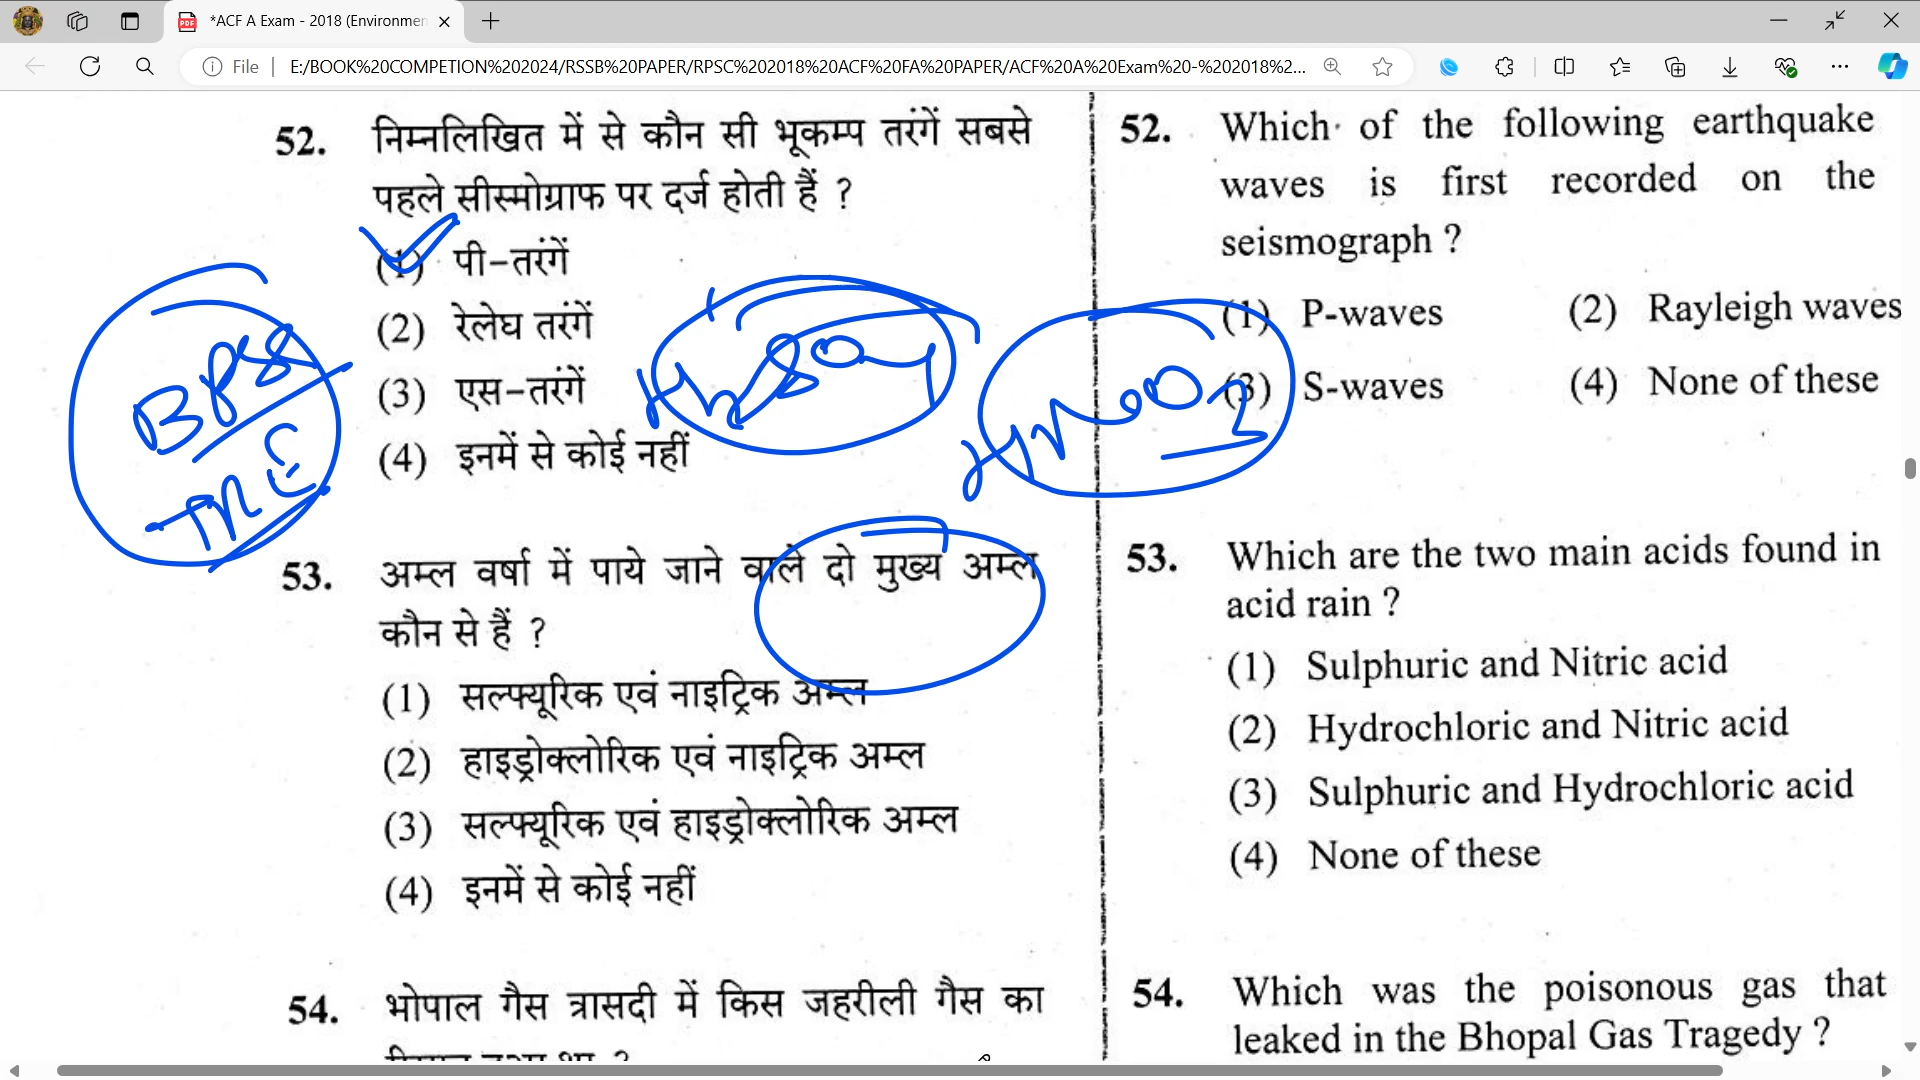 *ACF A Exam - 2018 (Environmen
File
E:/BOOK%20COMPETION%202024/RSSB%20PAPER/RPSC%202018%20ACF%20FA%20PAPER/ACF%20A%20Exam%20-%202018%2...
52. निम्नलिखित में से कौन सी भूकम्प तरंगें सबसे
पहले सीस्मोग्राफ पर दर्ज होती हैं ?
(1) पी-तरंगें
(2) रेलेघ तरंगें
(3) एस-तरंगें
(4) इनमें से कोई नहीं
BPSC
TRE
H₂SO4
HNO3
53. अम्ल वर्षा में पाये जाने वाले दो मुख्य अम्ल
कौन से हैं ?
(1) सल्फ्यूरिक एवं नाइट्रिक अम्ल
(2) हाइड्रोक्लोरिक एवं नाइट्रिक अम्ल
(3) सल्फ्यूरिक एवं हाइड्रोक्लोरिक अम्ल
(4) इनमें से कोई नहीं
54. भोपाल गैस त्रासदी में किस जहरीली गैस का
52. Which of the following earthquake
waves is first recorded on the
seismograph ?
(1) P-waves (2) Rayleigh waves
(3) S-waves (4) None of these
53. Which are the two main acids found in
acid rain ?
(1) Sulphuric and Nitric acid
(2) Hydrochloric and Nitric acid
(3) Sulphuric and Hydrochloric acid
(4) None of these
54. Which was the poisonous gas that
leaked in the Bhopal Gas Tragedy ?